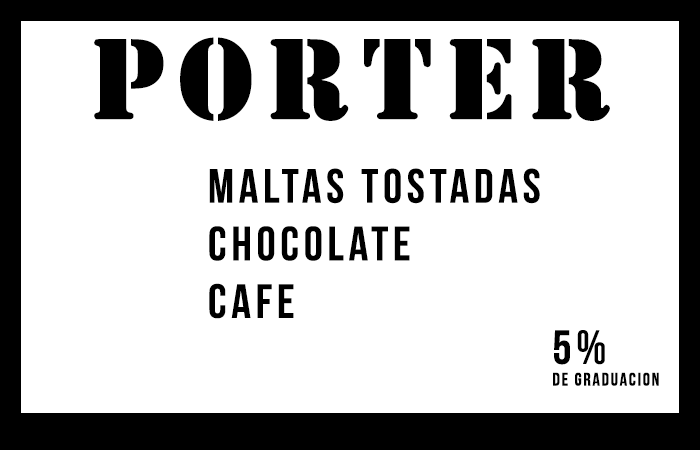 PORTER
MALTAS TOSTADAS
CHOCOLATE
CAFE
5%
DE GRADUACION